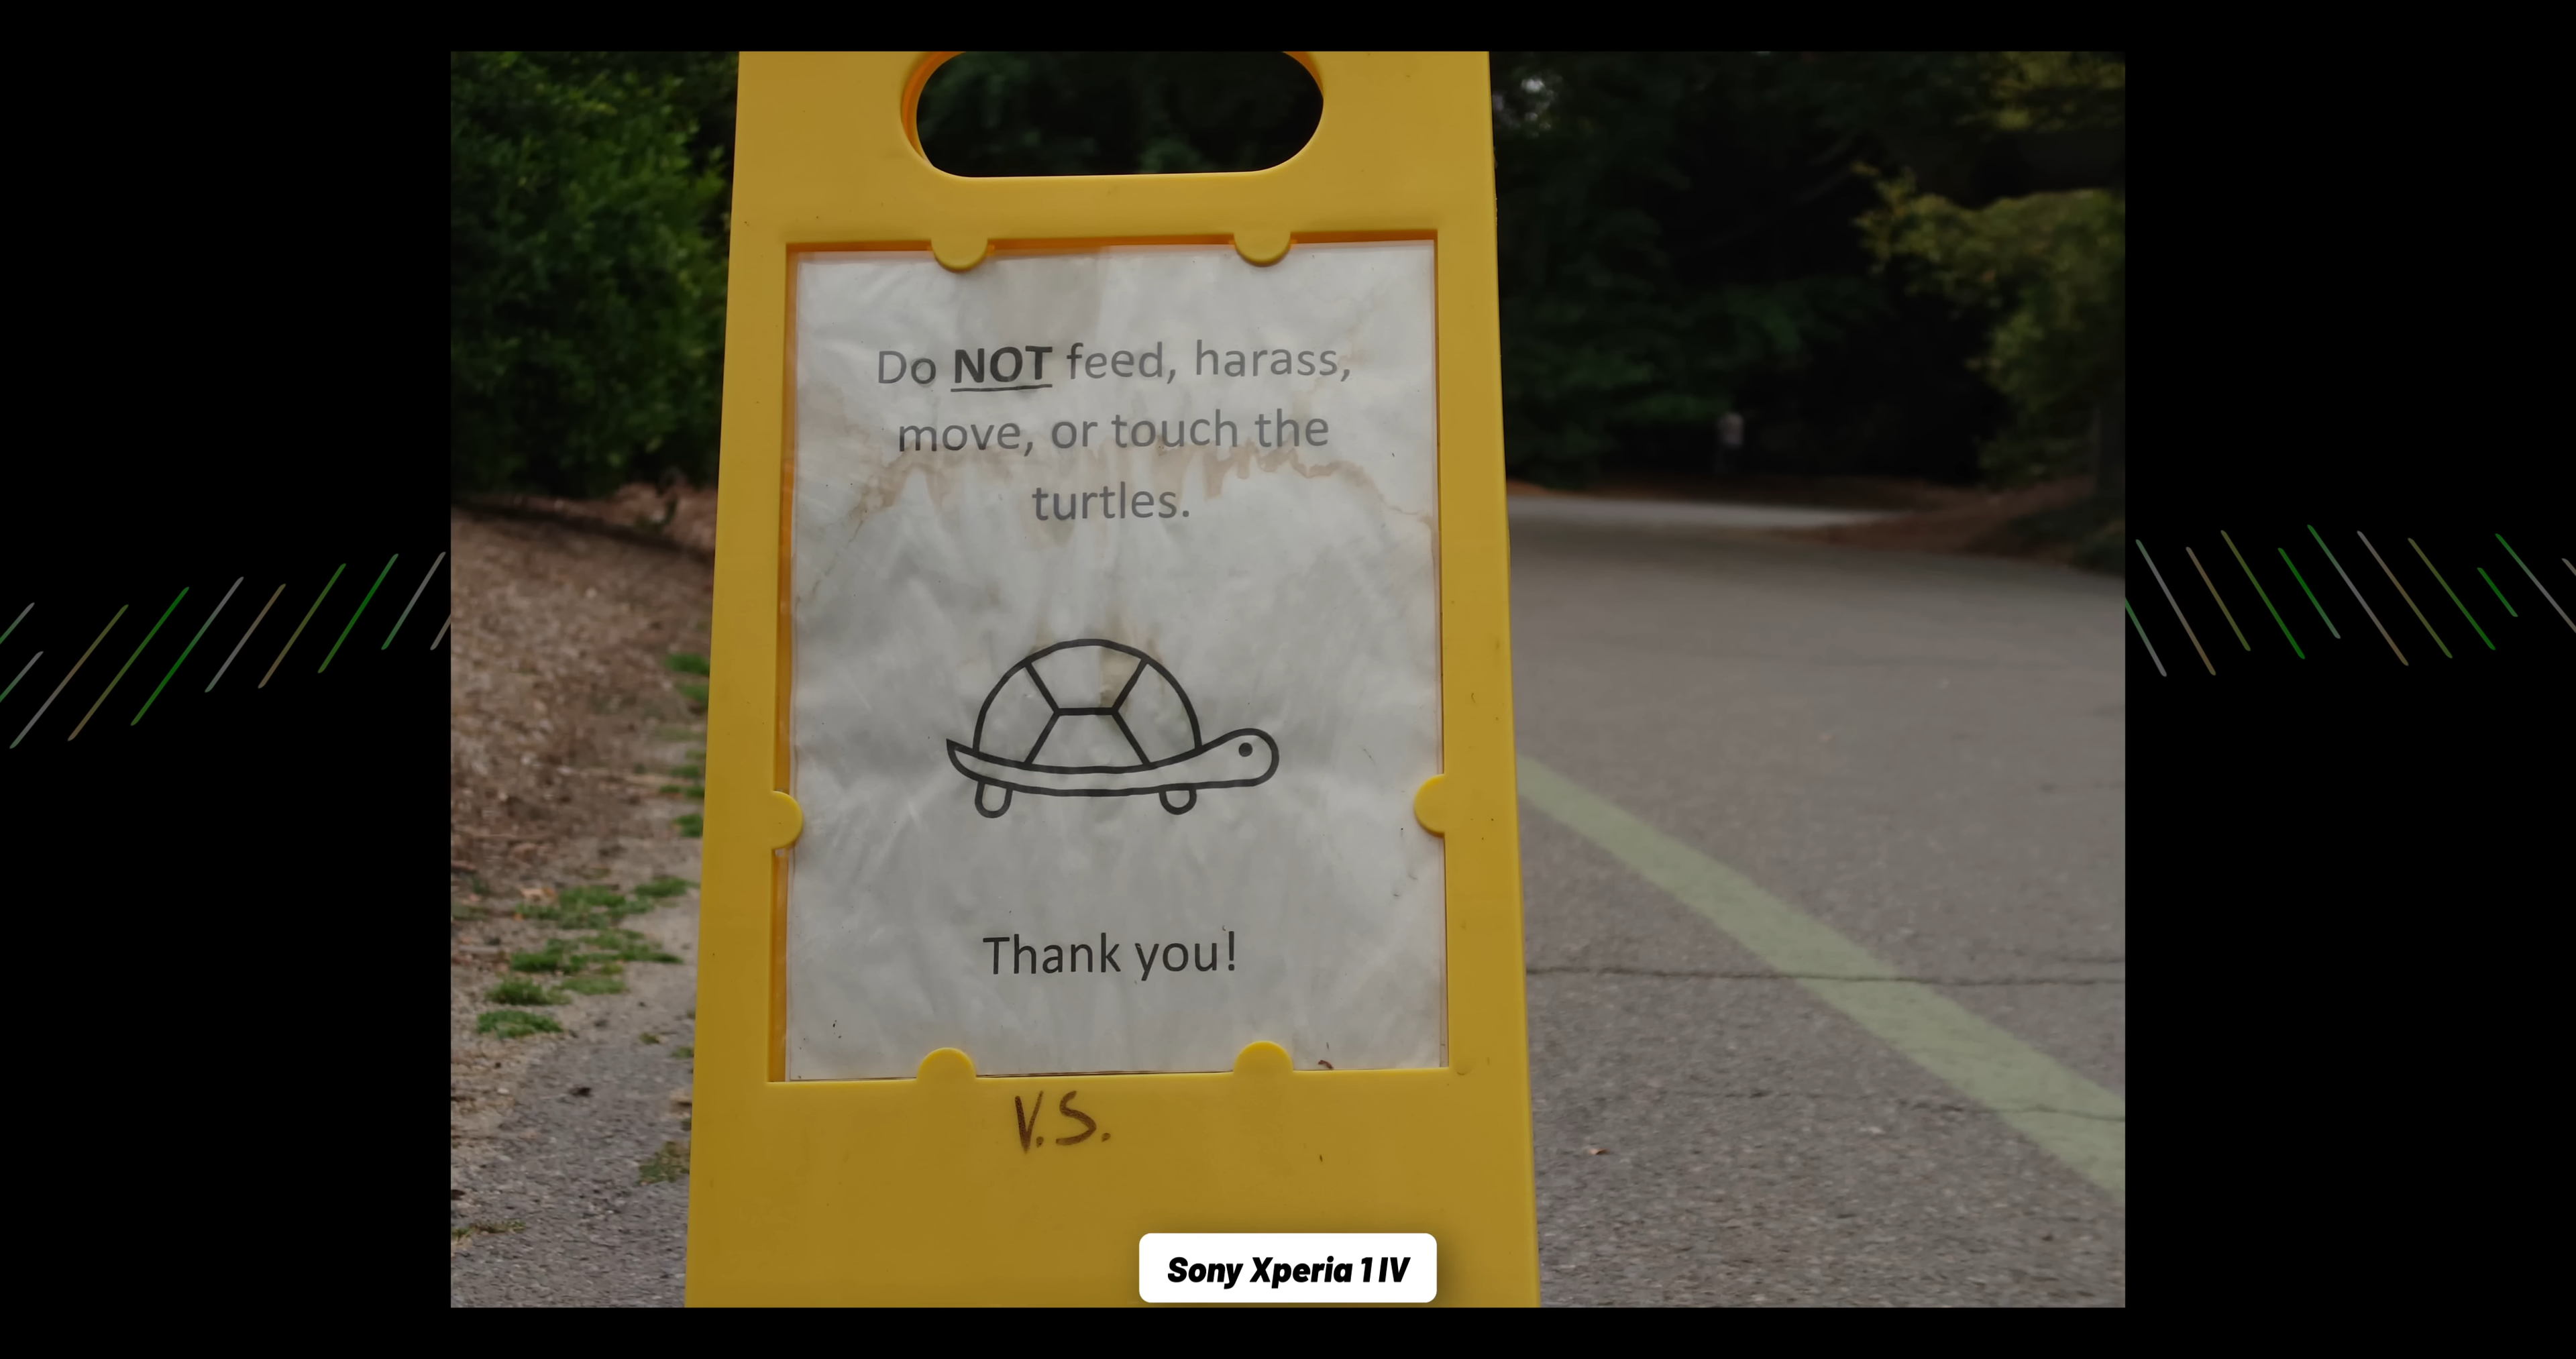 Do NOT feed, harass,
move, or touch the
turtles.
Thank you!
V.S.
Sony Xperia 1 IV